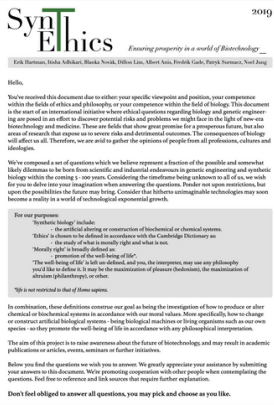 Syn
T
Ethics
2019
Ensuring prosperity in a world of Biotechnology
Erik Hartman, Iisha Adhikari, Blanka Novák, Dillon Lim, Albert Anis, Fredrik Gade, Patryk Surmacz, Noel Jung
Hello,
You've received this document due to either: your specific viewpoint and position, your competence
within the fields of ethics and philosophy, or your competence within the field of biology. This
document is the start of an international initiative where ethical questions regarding biology and genetic engineer-
ing are posed in an effort to discover potential risks and problems we might face in the light of new-era
biotechnology and medicine. These are fields that show great promise for a prosperous future, but also
areas of research that expose us to severe risks and detrimental outcomes. The consequences of biology
will affect us all. Therefore, we are avid to gather the opinions of people from all professions, cultures and
ideologies.
We've composed a set of questions which we believe represent a fraction of the possible and somewhat
likely dilemmas to be born from scientific and industrial endeavours in genetic engineering and synthetic
biology within the coming 5 - 100 years. Considering the timeframe being unknown to all of us, we wish
for you to delve into your imagination when answering the questions. Ponder not upon restrictions, but
upon the possibilities the future may bring. Consider that hitherto unimaginable technologies may soon
become a reality in a world of technological exponential growth.
For our purposes:
'Synthetic biology' include:
- the artificial altering or construction of biochemical or chemical systems.
'Ethics' is chosen to be defined in accordance with the Cambridge Dictionary as:
- the study of what is morally right and what is not.
'Morally right' is broadly defined as:
- promotion of the well-being of life*.
'The well-being of life' is left un-defined, and you, the interpreter, may use any philosophy
you'd like to define it. It may be the maximization of pleasure (hedonism), the maximization of
altruism (philanthropy), or other.
*life is not restricted to that of Homo sapiens.
In combination, these definitions construe our goal as being the investigation of how to produce or alter
chemical or biochemical systems in accordance with our moral values. More specifically, how to change
or construct artificial biological systems - being biological machines or living organisms such as our own
species - so they promote the well-being of life in accordance with any philosophical interpretation.
The aim of this project is to raise awareness about the future of biotechnology, and may result in academic
publications or articles, events, seminars or further initiatives.
Below you find the questions we wish you to answer. We greatly appreciate your assistance by submitting
your answers to this document. We're promoting cooperation with other people when contemplating the
questions. Feel free to reference and link sources that require further explanation.
Don't feel obliged to answer all questions, you may pick and choose as you like.